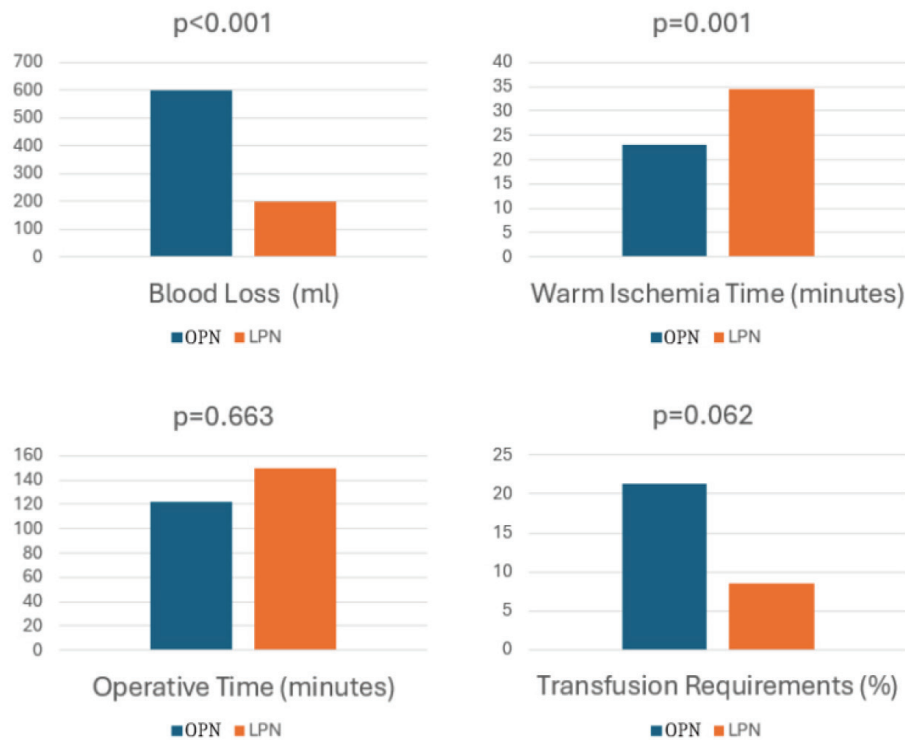 p<0.001
700
600
500
400
300
200
100
0
Blood Loss (ml)
OPN LPN
p=0.001
40
35
30
25
20
15
10
5
0
Warm Ischemia Time (minutes)
OPN LPN
p=0.663
160
140
120
100
80
60
40
20
0
Operative Time (minutes)
OPN LPN
p=0.062
25
20
15
10
5
0
Transfusion Requirements (%)
OPN LPN